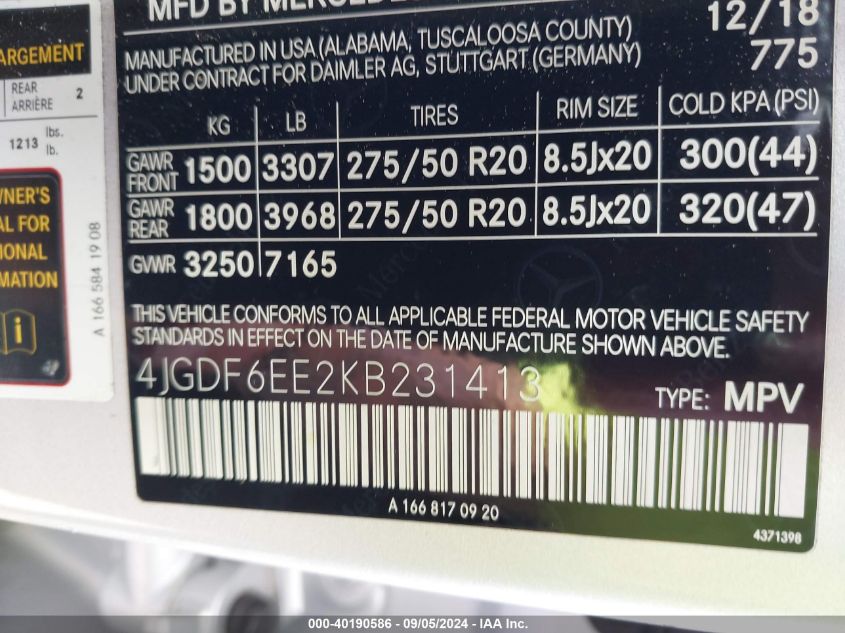 ARGEMENT
REAR
ARRIÈRE 2
1213 lbs.
lb.
WNER'S
AL FOR
IONAL
RMATION
i
A 166 584 19 08
MFD BY
12/18
MANUFACTURED IN USA (ALABAMA, TUSCALOOSA COUNTY)
UNDER CONTRACT FOR DAIMLER AG, STUTTGART (GERMANY)
775
KG LB TIRES RIM SIZE COLD KPA (PSI)
GAWR
FRONT 1500 3307 275/50 R20 8.5Jx20 300(44)
GAWR
REAR 1800 3968 275/50 R20 8.5Jx20 320(47)
GVWR 3250 7165
THIS VEHICLE CONFORMS TO ALL APPLICABLE FEDERAL MOTOR VEHICLE SAFETY
STANDARDS IN EFFECT ON THE DATE OF MANUFACTURE SHOWN ABOVE.
4JGDF6EE2KB231413
TYPE: MPV
A 166 817 09 20
4371398
000-40190586 - 09/05/2024 - IAA Inc.